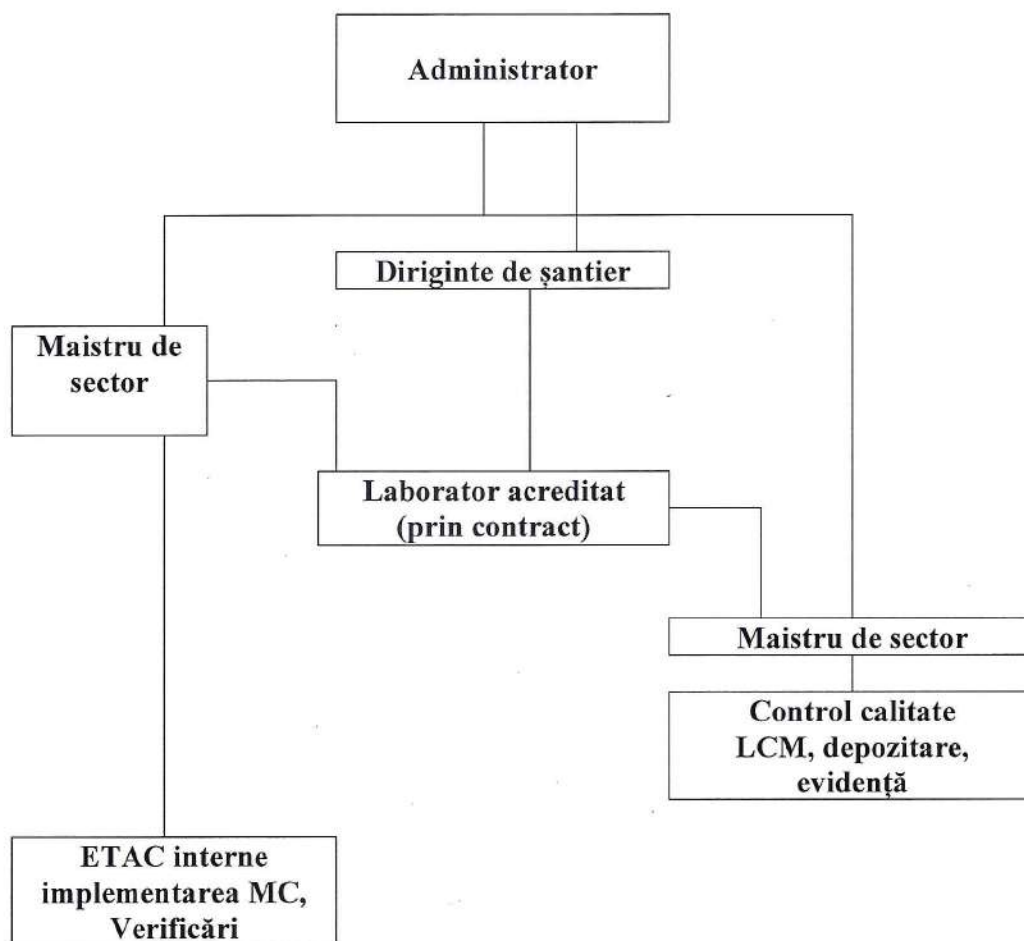 Administrator
Diriginte de șantier
Maistru de
sector
Laborator acreditat
(prin contract)
Maistru de sector
Control calitate
LCM, depozitare,
evidență
ETAC interne
implementarea MC,
Verificări